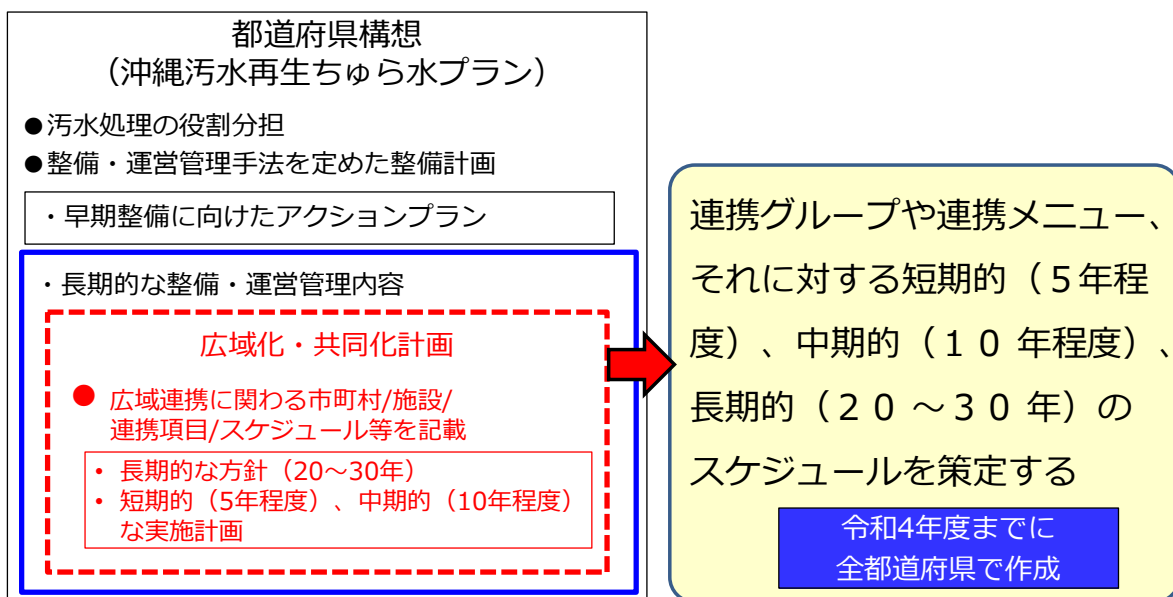 都道府県構想
(沖縄汚水再生ちゅら水プラン)
●汚水処理の役割分担
●整備・運営管理手法を定めた整備計画
・早期整備に向けたアクションプラン
・長期的な整備・運営管理内容
広域化・共同化計画
● 広域連携に関わる市町村/施設/
連携項目/スケジュール等を記載
• 長期的な方針（20～30年）
• 短期的（5年程度）、中期的（10年程度）
な実施計画
連携グループや連携メニュー、
それに対する短期的（５年程
度）、中期的（１０ 年程度）、
長期的（２０ ～３０ 年）の
スケジュールを策定する
令和4年度までに
全都道府県で作成